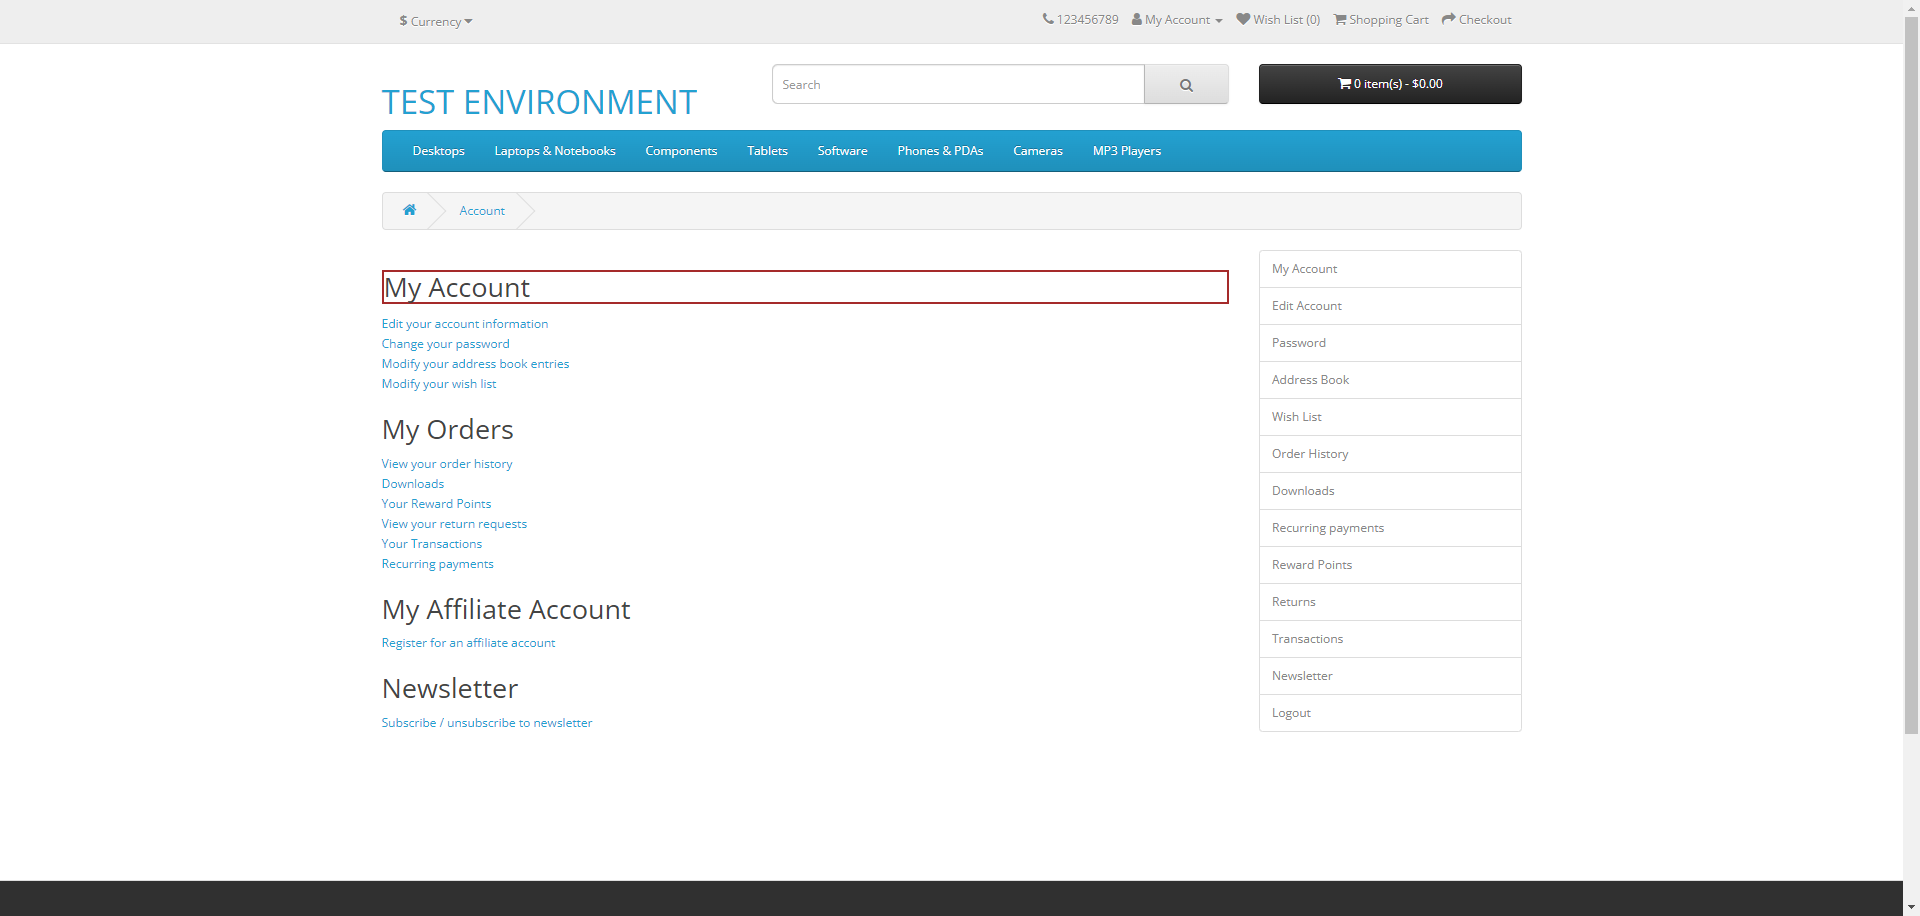 $ Currency
123456789 My Account Wish List (0) Shopping Cart Checkout
TEST ENVIRONMENT
Search
0 item(s) - $0.00
Desktops Laptops & Notebooks Components Tablets Software Phones & PDAs Cameras MP3 Players
Account
My Account
Edit your account information
Change your password
Modify your address book entries
Modify your wish list
My Orders
View your order history
Downloads
Your Reward Points
View your return requests
Your Transactions
Recurring payments
My Affiliate Account
Register for an affiliate account
Newsletter
Subscribe / unsubscribe to newsletter
My Account
Edit Account
Password
Address Book
Wish List
Order History
Downloads
Recurring payments
Reward Points
Returns
Transactions
Newsletter
Logout